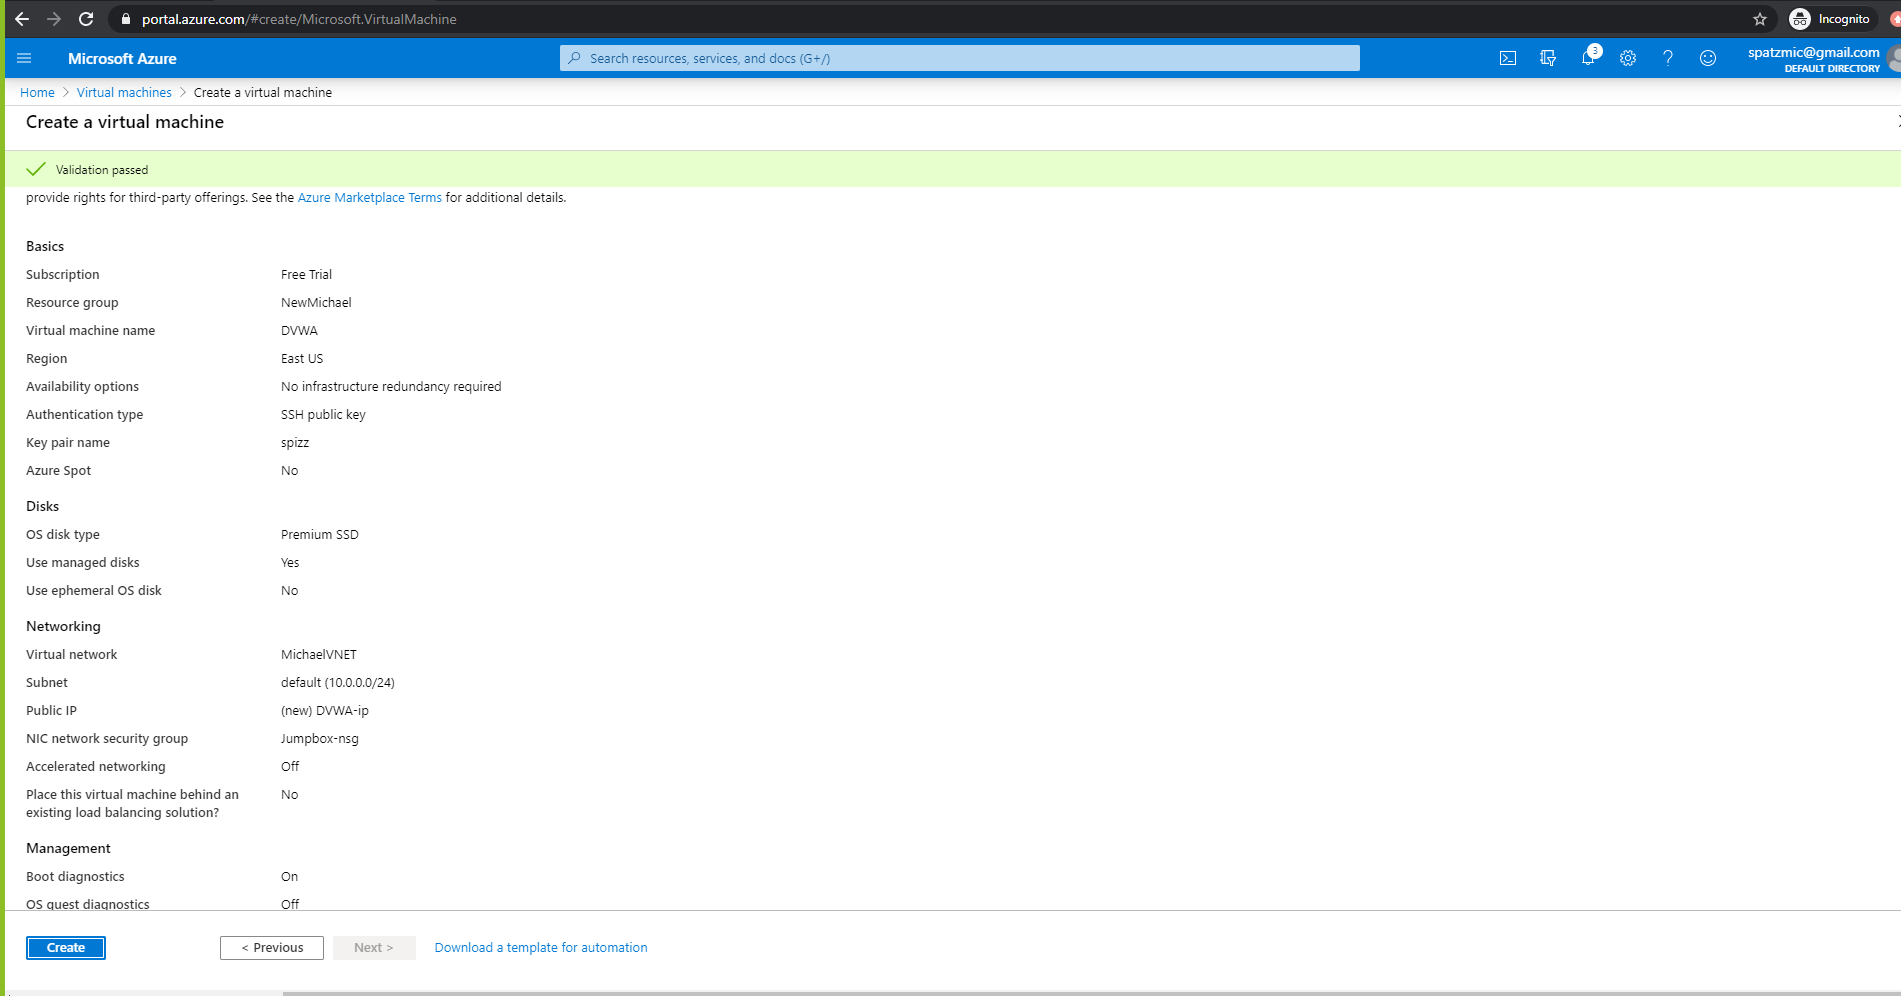 portal.azure.com/#create/Microsoft.VirtualMachine
Incognito
Microsoft Azure
Search resources, services, and docs (G+/)
3
spatzmic@gmail.com
DEFAULT DIRECTORY
Home > Virtual machines > Create a virtual machine
Create a virtual machine
Validation passed
provide rights for third-party offerings. See the Azure Marketplace Terms for additional details.
Basics
Subscription Free Trial
Resource group NewMichael
Virtual machine name DVWA
Region East US
Availability options No infrastructure redundancy required
Authentication type SSH public key
Key pair name spizz
Azure Spot No
Disks
OS disk type Premium SSD
Use managed disks Yes
Use ephemeral OS disk No
Networking
Virtual network MichaelVNET
Subnet default (10.0.0.0/24)
Public IP (new) DVWA-ip
NIC network security group Jumpbox-nsg
Accelerated networking Off
Place this virtual machine behind an No
existing load balancing solution?
Management
Boot diagnostics On
OS guest diagnostics Off
Create < Previous Next > Download a template for automation